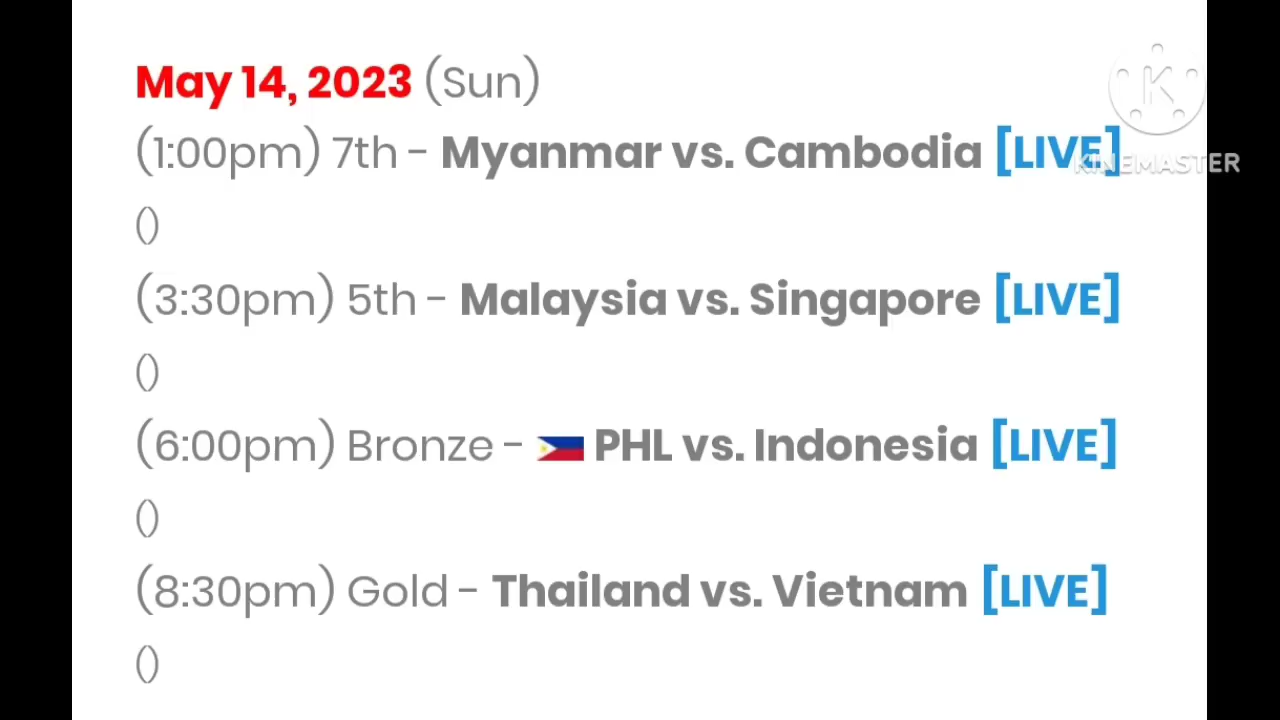 May 14, 2023 (Sun)
(1:00pm) 7th - Myanmar vs. Cambodia [LIVE]
KINEMASTER
()
(3:30pm) 5th - Malaysia vs. Singapore [LIVE]
()
(6:00pm) Bronze - PHL vs. Indonesia [LIVE]
()
(8:30pm) Gold - Thailand vs. Vietnam [LIVE]
()